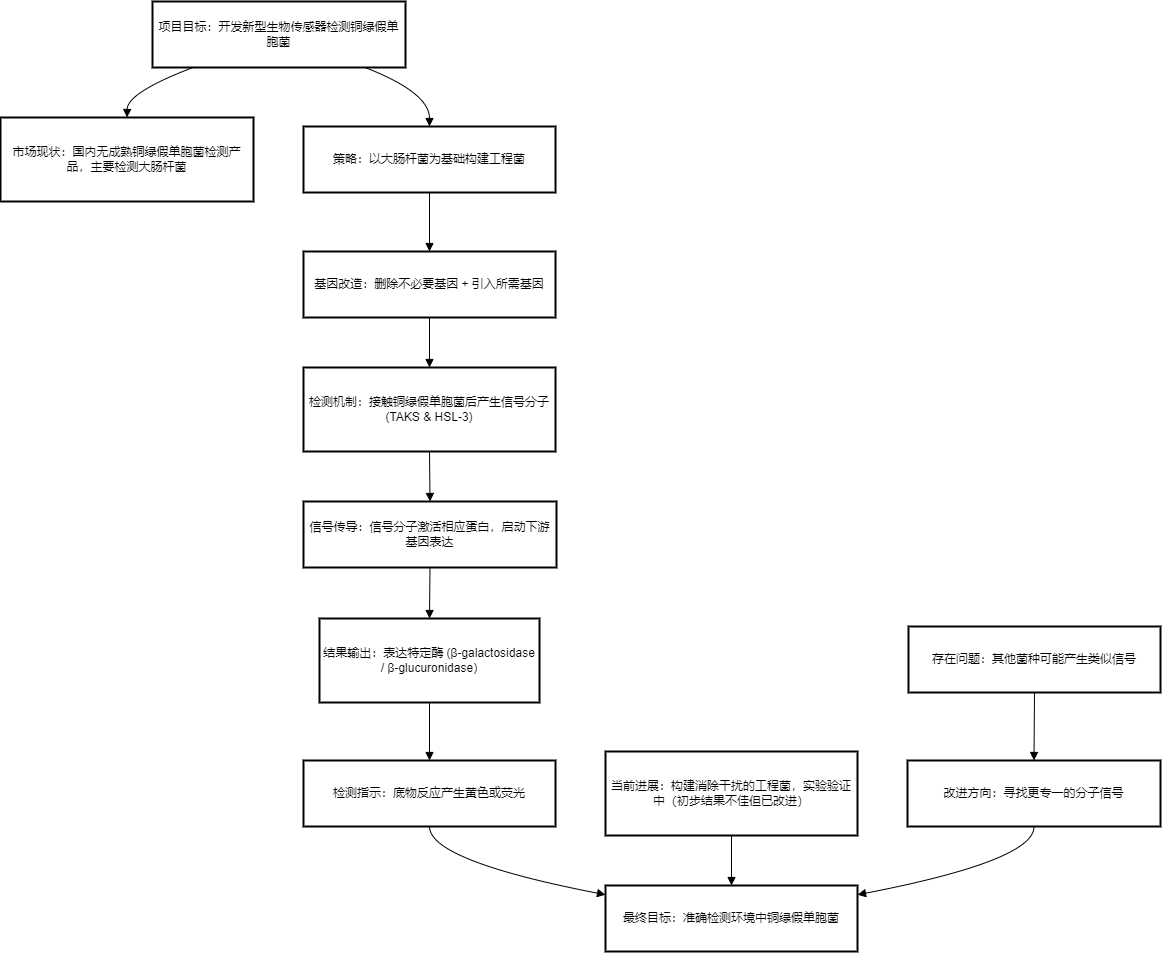 项目目标：开发新型生物传感器检测铜绿假单
胞菌
市场现状：国内无成熟铜绿假单胞菌检测产
品，主要检测大肠杆菌
策略：以大肠杆菌为基础构建工程菌
基因改造：删除不必要基因 + 引入所需基因
检测机制：接触铜绿假单胞菌后产生信号分子
（TAKS & HSL-3）
信号传导：信号分子激活相应蛋白，启动下游
基因表达
结果输出：表达特定酶 (β-galactosidase
/ β-glucuronidase)
检测指示：底物反应产生黄色或荧光
存在问题：其他菌种可能产生类似信号
当前进展：构建消除干扰的工程菌，实验验证
中（初步结果不佳但已改进）
改进方向：寻找更专一的分子信号
最终目标：准确检测环境中铜绿假单胞菌